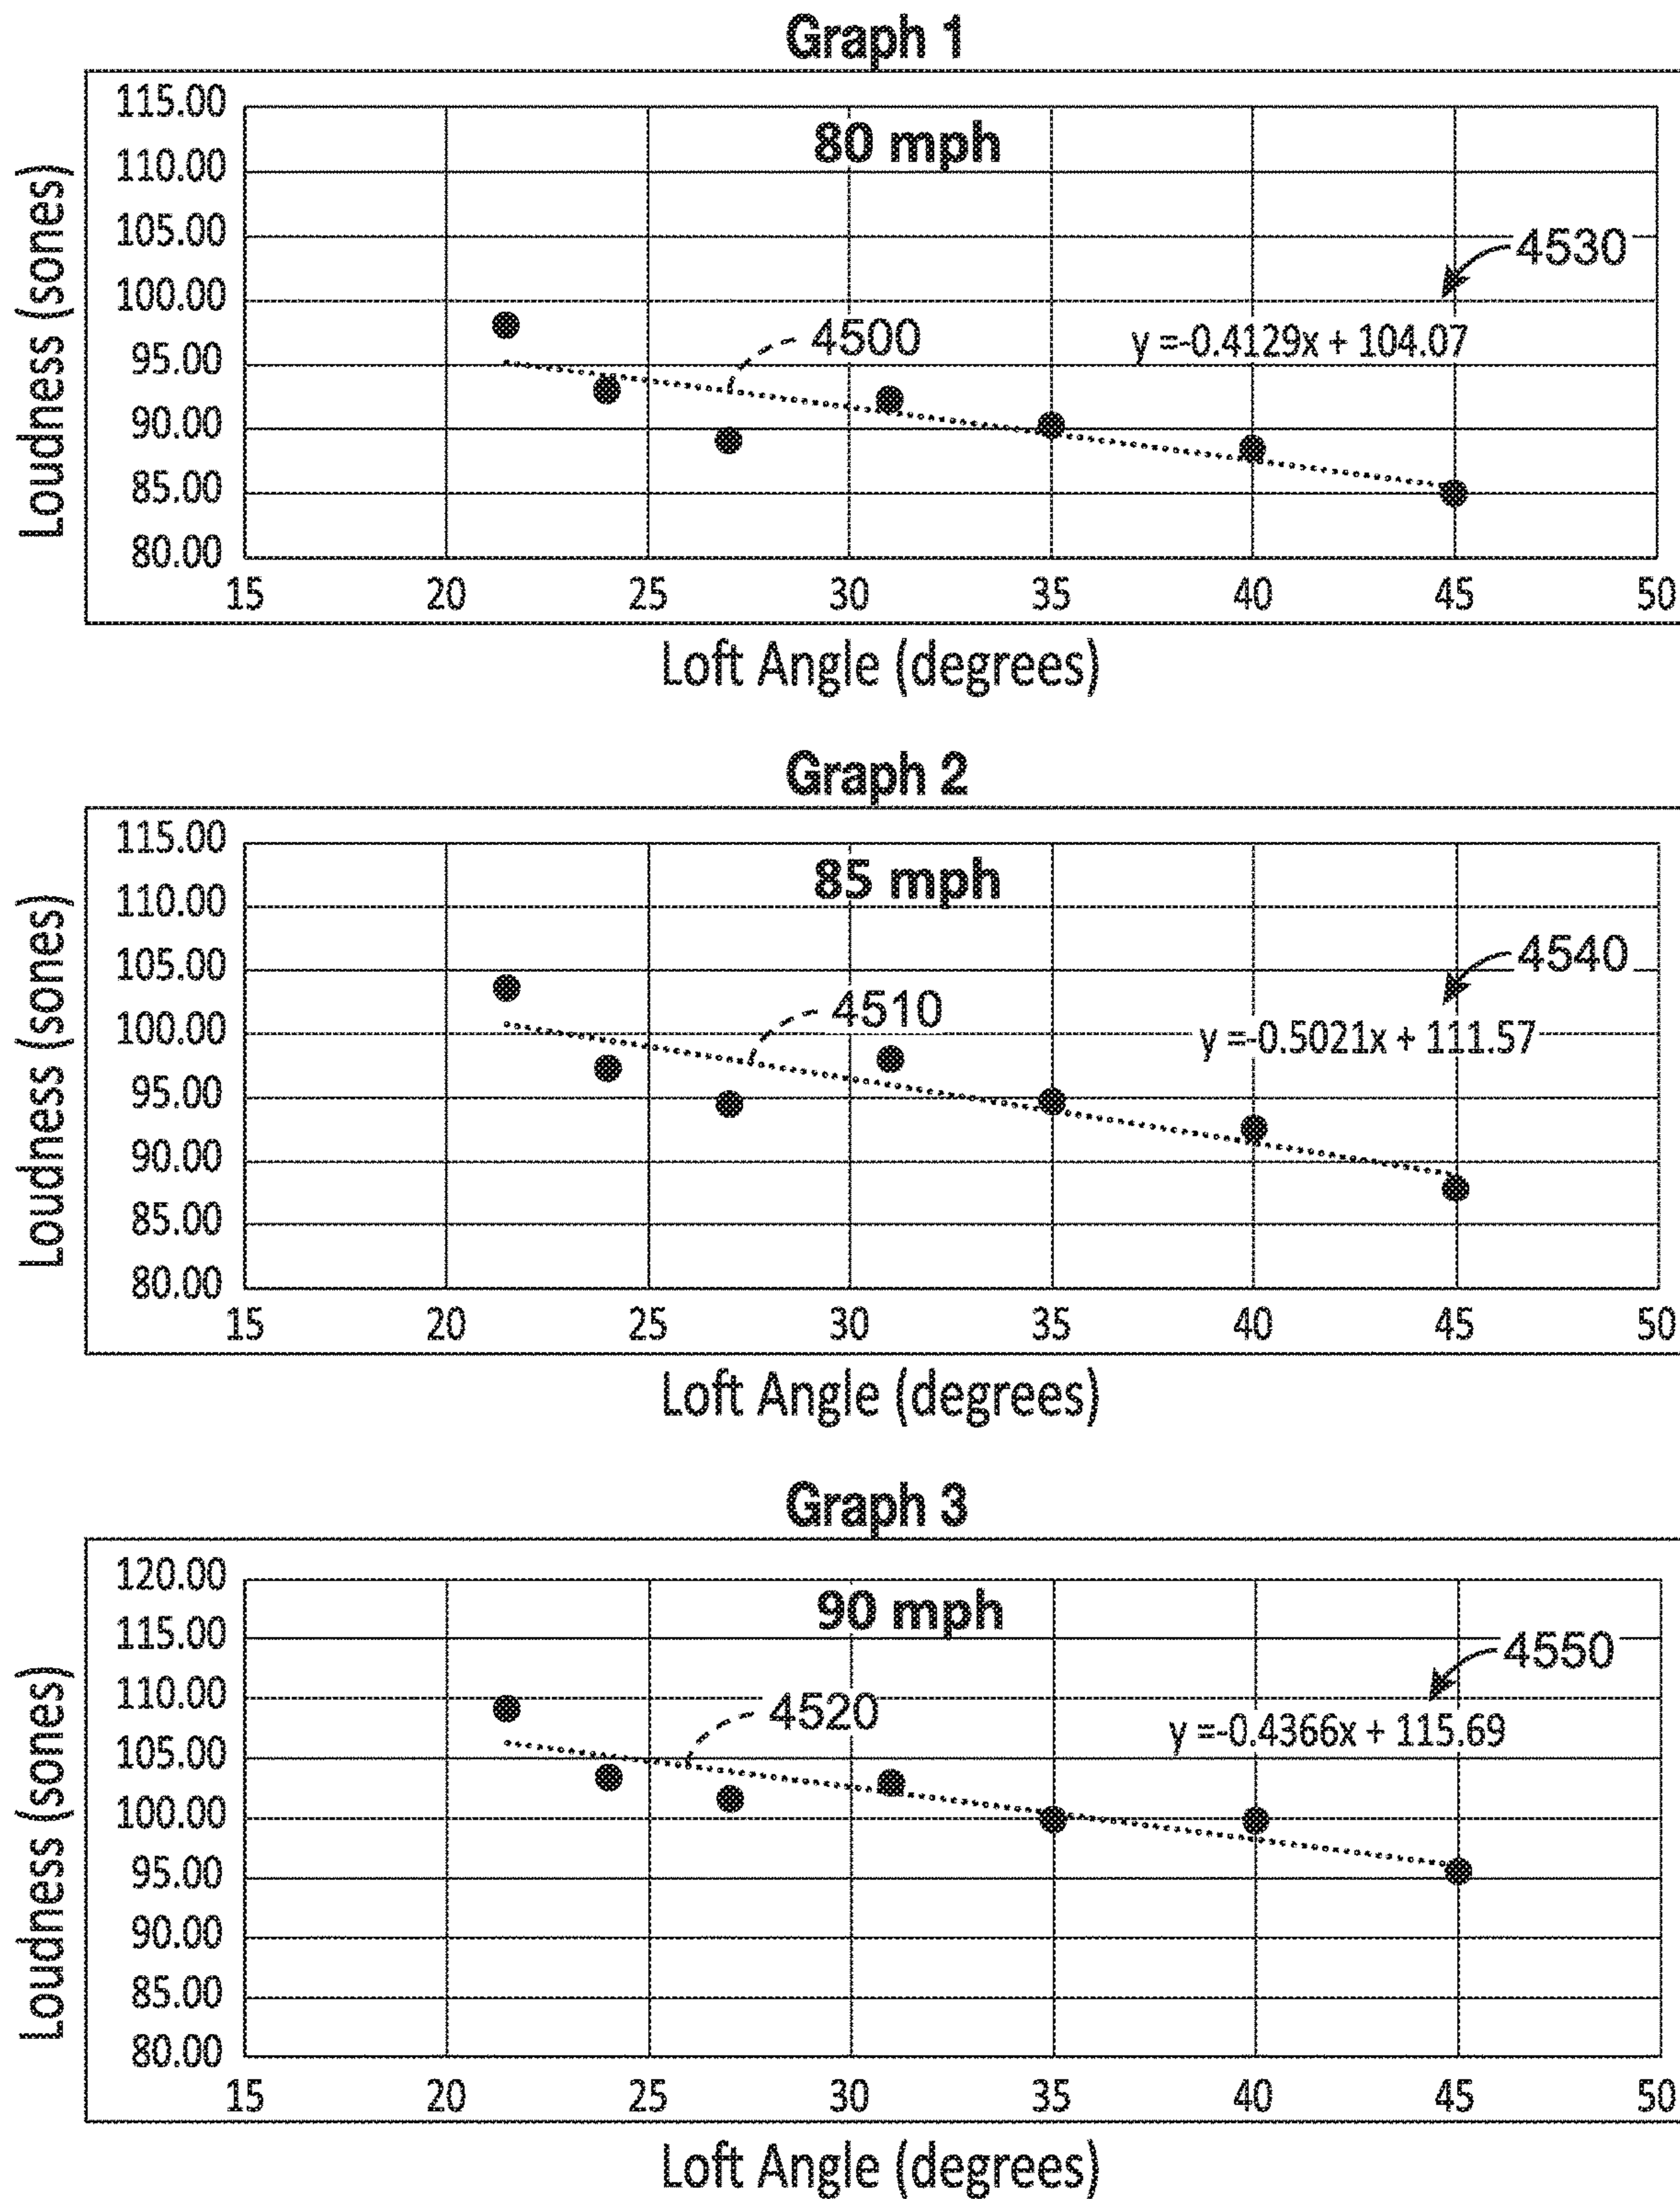 Graph 1
Loudness (sones)
115.00
110.00
105.00
100.00
95.00
90.00
85.00
80.00
80 mph
4530
4500
y =-0.4129x + 104.07
15 20 25 30 35 40 45 50
Loft Angle (degrees)
Graph 2
Loudness (sones)
115.00
110.00
105.00
100.00
95.00
90.00
85.00
80.00
85 mph
4540
4510
y =-0.5021x + 111.57
15 20 25 30 35 40 45 50
Loft Angle (degrees)
Graph 3
Loudness (sones)
120.00
115.00
110.00
105.00
100.00
95.00
90.00
85.00
80.00
90 mph
4550
4520
y =-0.4366x + 115.69
15 20 25 30 35 40 45 50
Loft Angle (degrees)